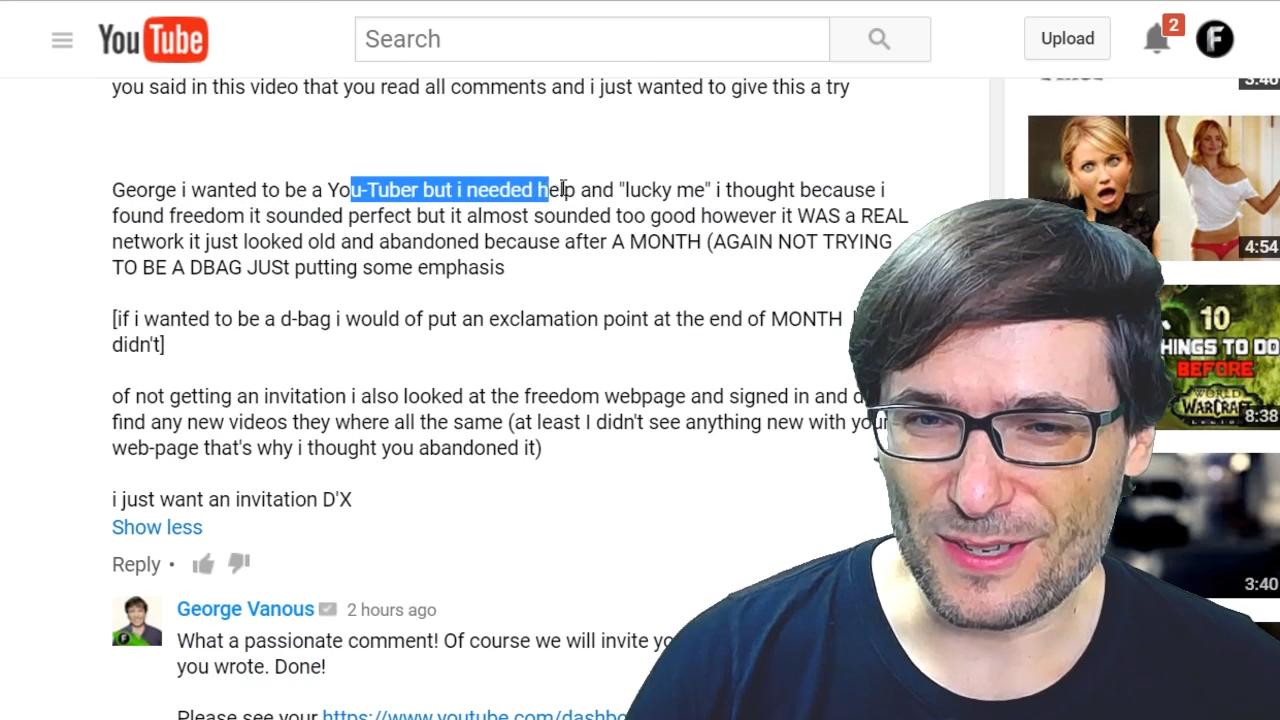 YouTube
Search
Upload
2
F
you said in this video that you read all comments and i just wanted to give this a try
George i wanted to be a You-Tuber but i needed help and "lucky me" i thought because i
found freedom it sounded perfect but it almost sounded too good however it WAS a REAL
network it just looked old and abandoned because after A MONTH (AGAIN NOT TRYING
TO BE A DBAG JUSt putting some emphasis
[if i wanted to be a d-bag i would of put an exclamation point at the end of MONTH
didn't]
of not getting an invitation i also looked at the freedom webpage and signed in and
find any new videos they where all the same (at least I didn't see anything new with your
web-page that's why i thought you abandoned it)
i just want an invitation D'X
Show less
Reply •
George Vanous 2 hours ago
What a passionate comment! Of course we will invite
you wrote. Done!
Please see your https://www.youtube.com/dashbo
4:54
10
THINGS TO DO
BEFORE
WORLD
WARCRAFT
LEGION
8:38
3:40